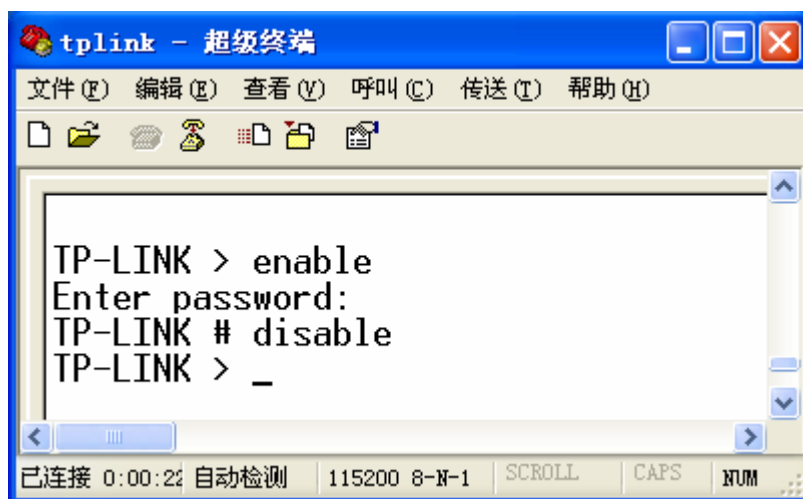 tplink - 超级终端
文件(F) 编辑(E) 查看(V) 呼叫(C) 传送(T) 帮助(H)
TP-LINK > enable
Enter password:
TP-LINK # disable
TP-LINK > _
已连接 0:00:22 自动检测 115200 8-N-1 SCROLL CAPS NUM